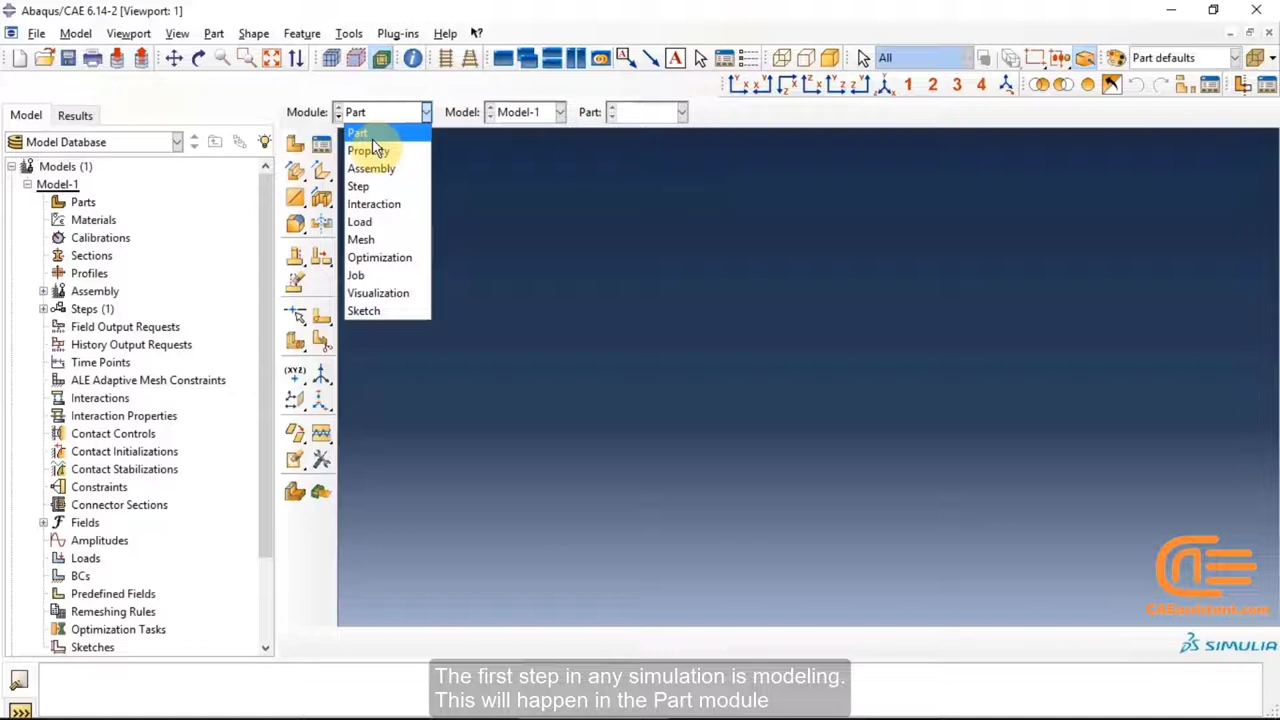 Abaqus/CAE 6.14-2 [Viewport: 1]
File Model Viewport View Part Shape Feature Tools Plug-ins Help
All Part defaults
1 2 3 4
Model Results Module: Part Model: Model-1 Part:
Model Database
Models (1)
Model-1
Parts
Materials
Calibrations
Sections
Profiles
Assembly
Steps (1)
Field Output Requests
History Output Requests
Time Points
ALE Adaptive Mesh Constraints
Interactions
Interaction Properties
Contact Controls
Contact Initializations
Contact Stabilizations
Constraints
Connector Sections
Fields
Amplitudes
Loads
BCs
Predefined Fields
Remeshing Rules
Optimization Tasks
Sketches
Part
Property
Assembly
Step
Interaction
Load
Mesh
Optimization
Job
Visualization
Sketch
(XYZ)
CAEassistant.com
SIMULIA
The first step in any simulation is modeling.
This will happen in the Part module